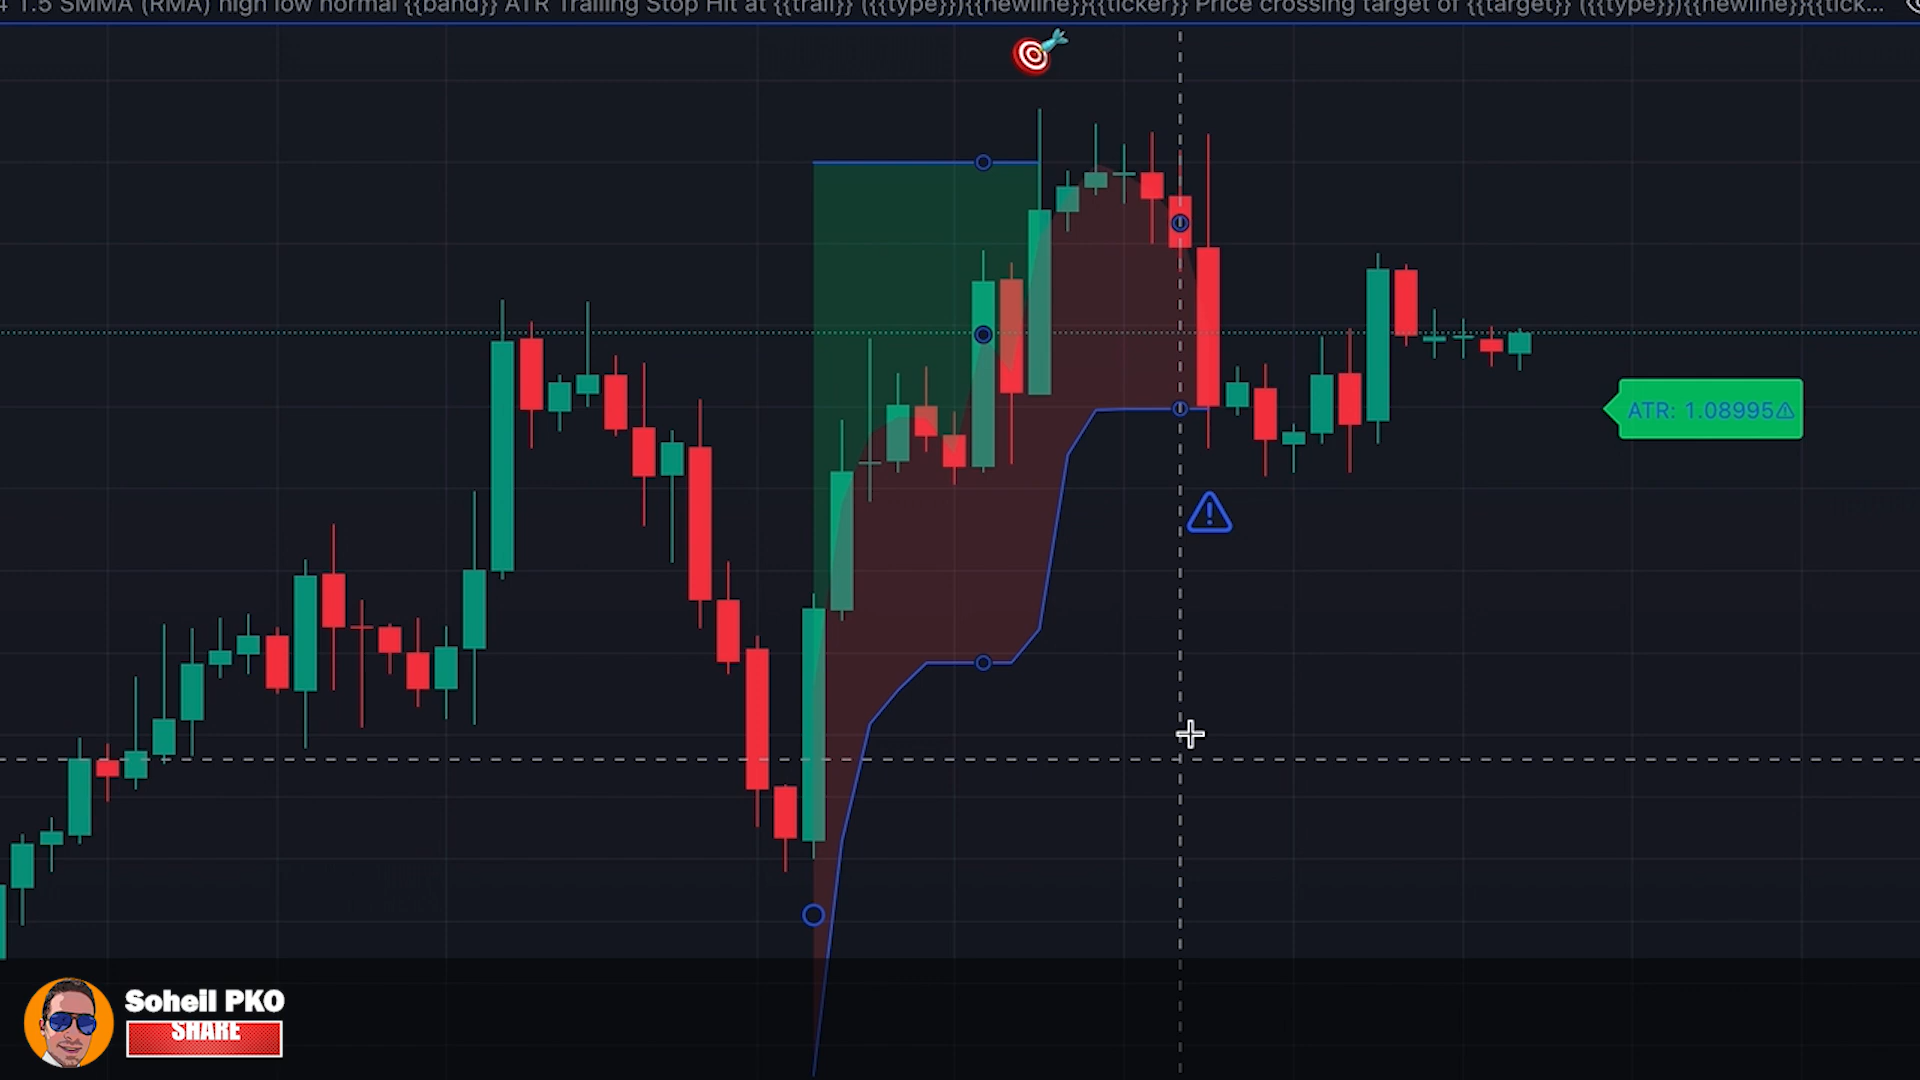 1.5 SMMA (RMA) high low normal {{band}} ATR Trailing Stop Hit at {{trail}} ({{type}}){{newline}}{{ticker}} Price crossing target of {{target}} ({{type}}){{newline}}{{tick...
ATR: 1.08995⚠
Soheil PKO
SHARE